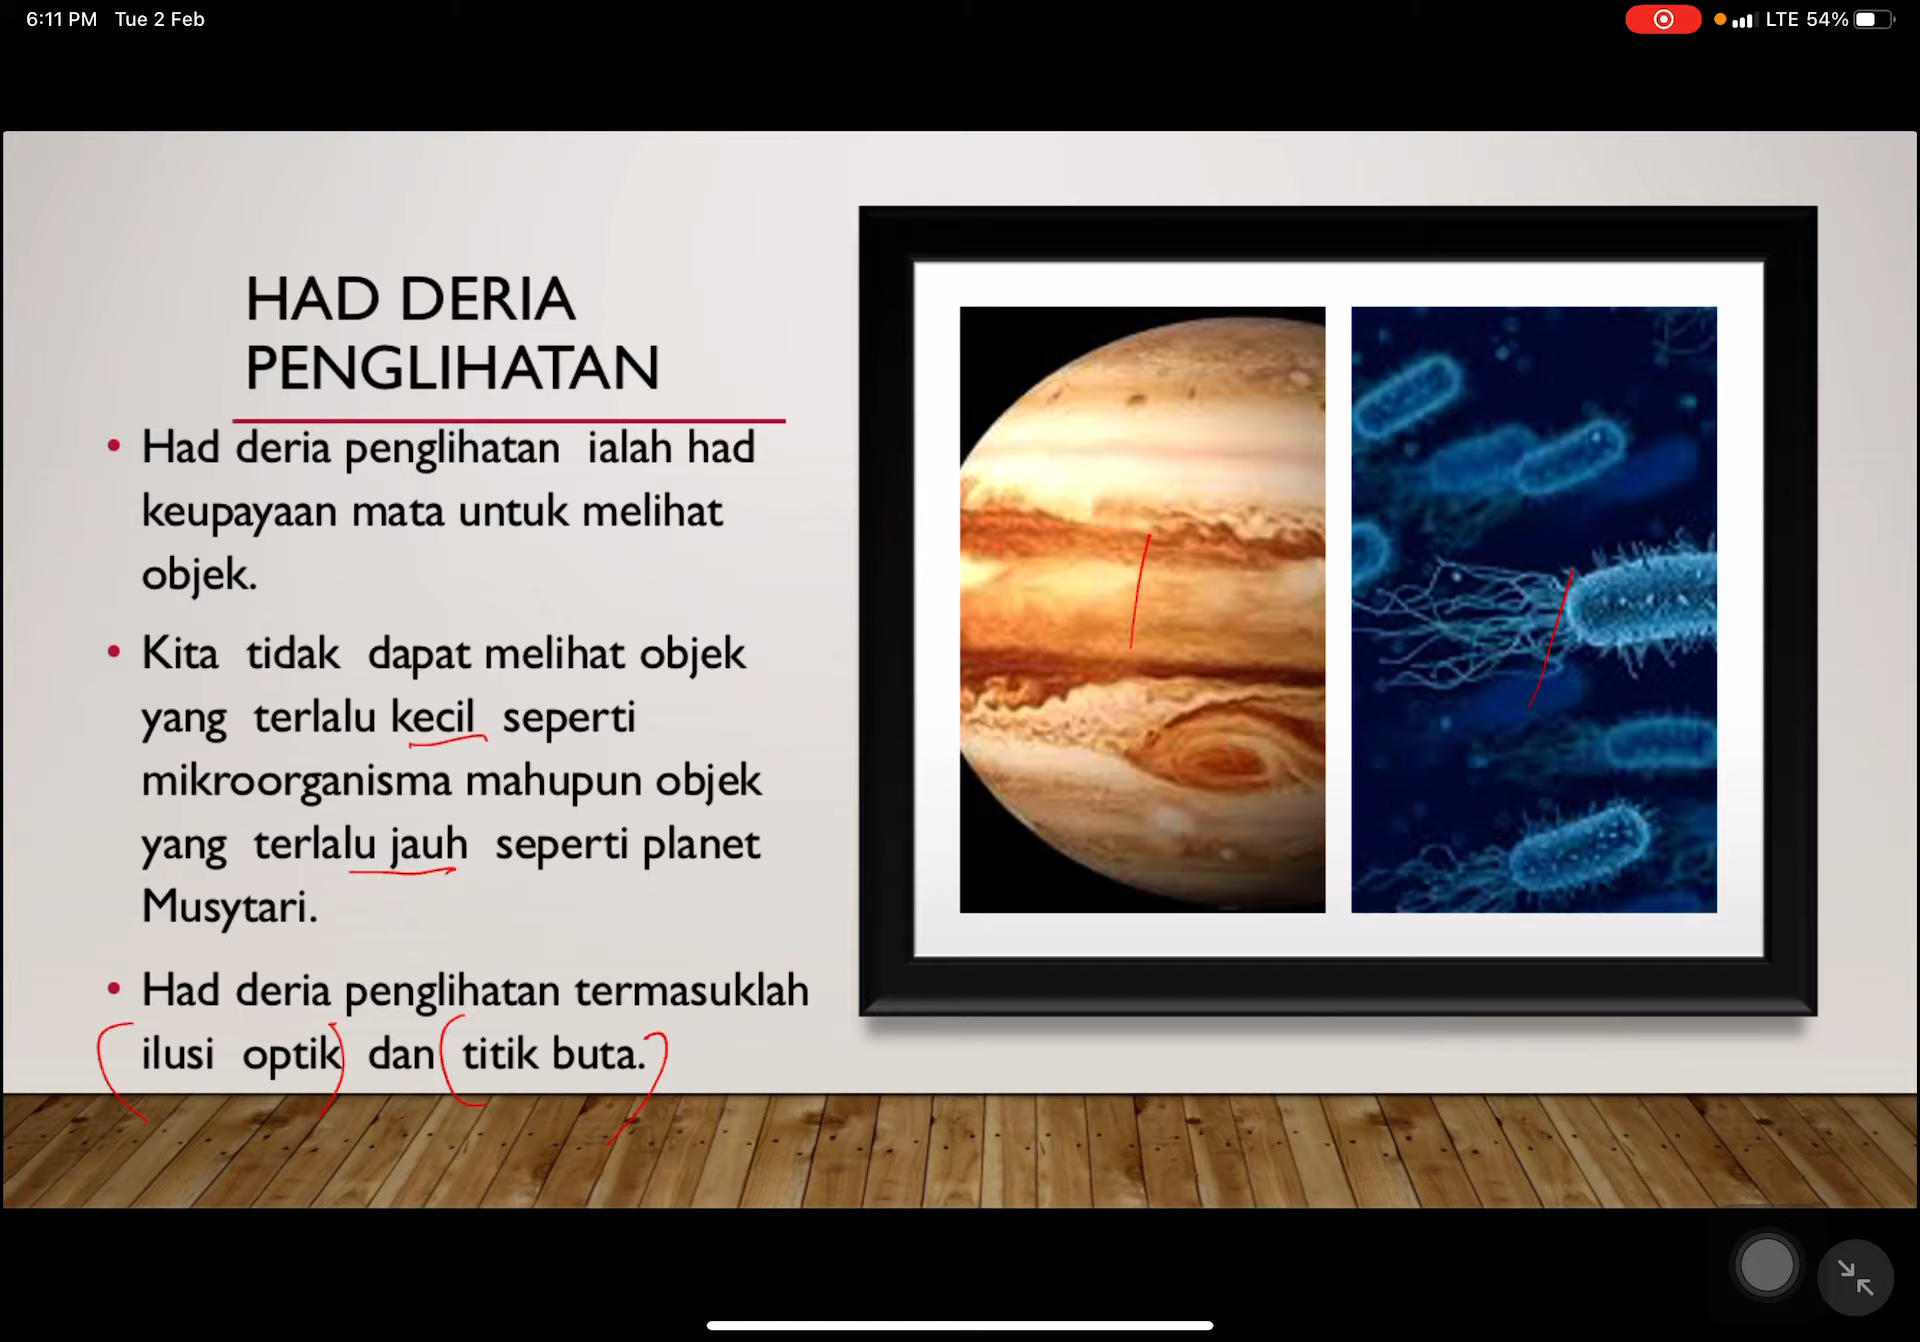 6:11 PM Tue 2 Feb
LTE 54%
HAD DERIA
PENGLIHATAN
• Had deria penglihatan ialah had
keupayaan mata untuk melihat
objek.
• Kita tidak dapat melihat objek
yang terlalu kecil seperti
mikroorganisma mahupun objek
yang terlalu jauh seperti planet
Musytari.
• Had deria penglihatan termasuklah
ilusi optik dan titik buta.